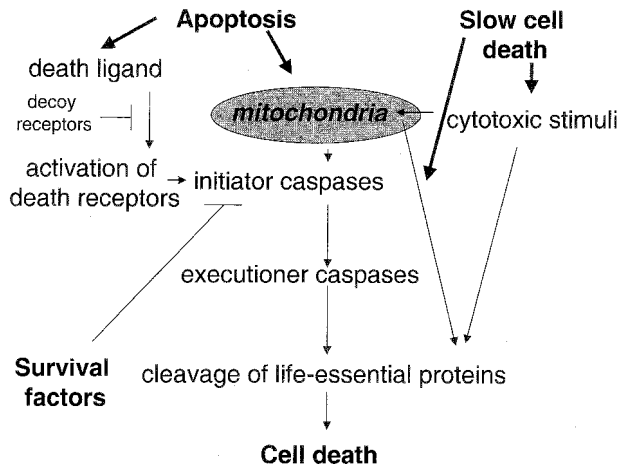 Apoptosis
Slow cell
death
death ligand
decoy
receptors
mitochondria
cytotoxic stimuli
activation of
death receptors
initiator caspases
executioner caspases
Survival
factors
cleavage of life-essential proteins
Cell death